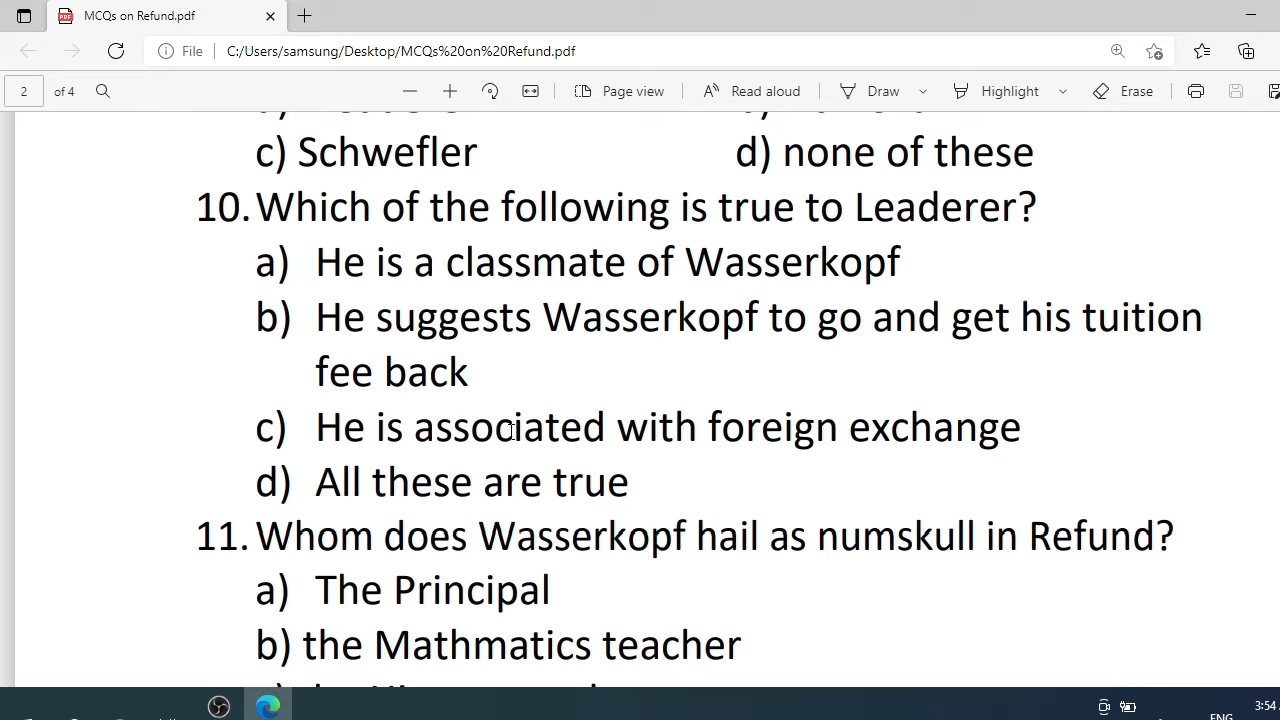 MCQs on Refund.pdf
File C:/Users/samsung/Desktop/MCQs%20on%20Refund.pdf
2 of 4 Page view Read aloud Draw Highlight Erase
c) Schwefler d) none of these
10. Which of the following is true to Leaderer?
a) He is a classmate of Wasserkopf
b) He suggests Wasserkopf to go and get his tuition
fee back
c) He is associated with foreign exchange
d) All these are true
11. Whom does Wasserkopf hail as numskull in Refund?
a) The Principal
b) the Mathmatics teacher
3:54
ENG